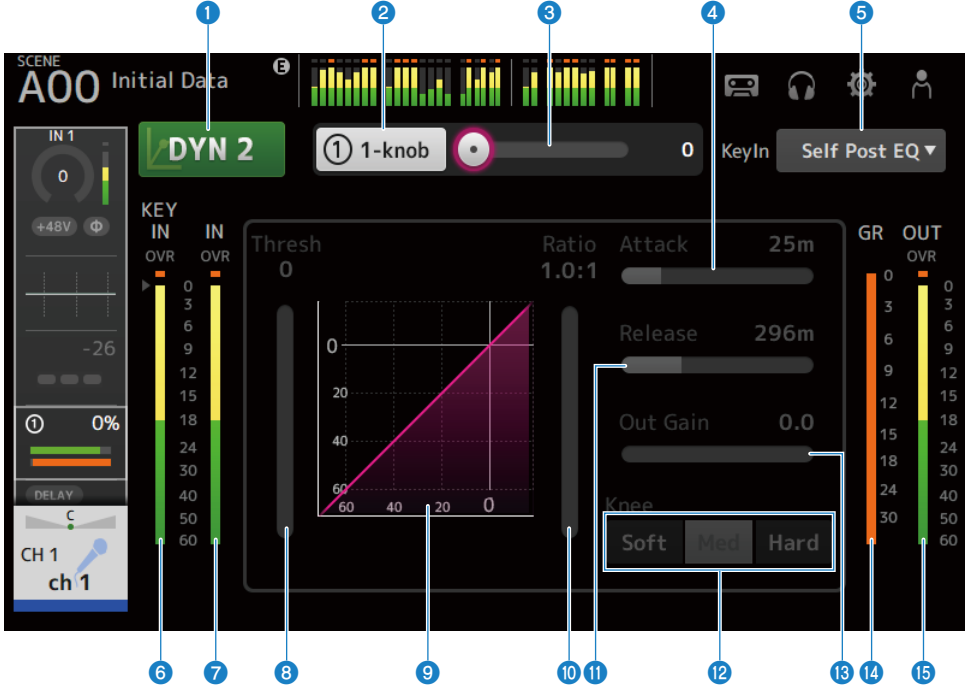 1 2 3 4 5
SCENE
A00 Initial Data E
IN 1
0
+48V Φ
-26
1 0%
DELAY
C
CH 1
ch 1
DYN 2
1 1-knob 0
KeyIn Self Post EQ ▼
KEY
IN IN
OVR OVR
0
3
6
9
12
15
18
24
30
40
50
60
Thresh
0
Ratio
1.0:1
0
20
40
60
60 40 20 0
Attack 25m
Release 296m
Out Gain 0.0
Knee
Soft Med Hard
GR OUT
OVR
0
3
6
9
12
15
18
24
30
0
3
6
9
12
15
18
24
30
40
50
60
6 7 8 9 10 11 12 13 14 15